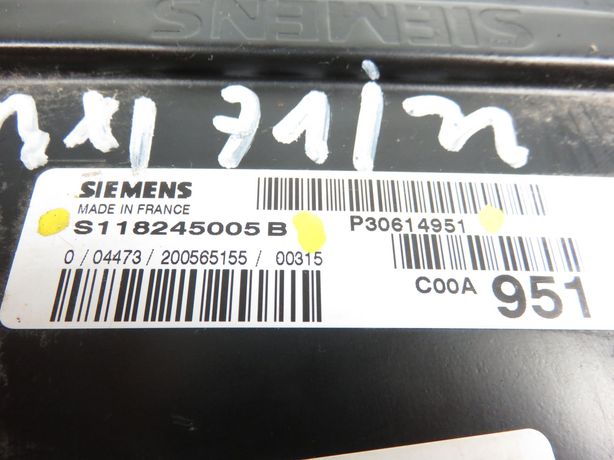 SIEMENS
SIEMENS
MADE IN FRANCE
S118245005 B
P30614951
0 / 04473 / 200565155 / 00315
C00A 951